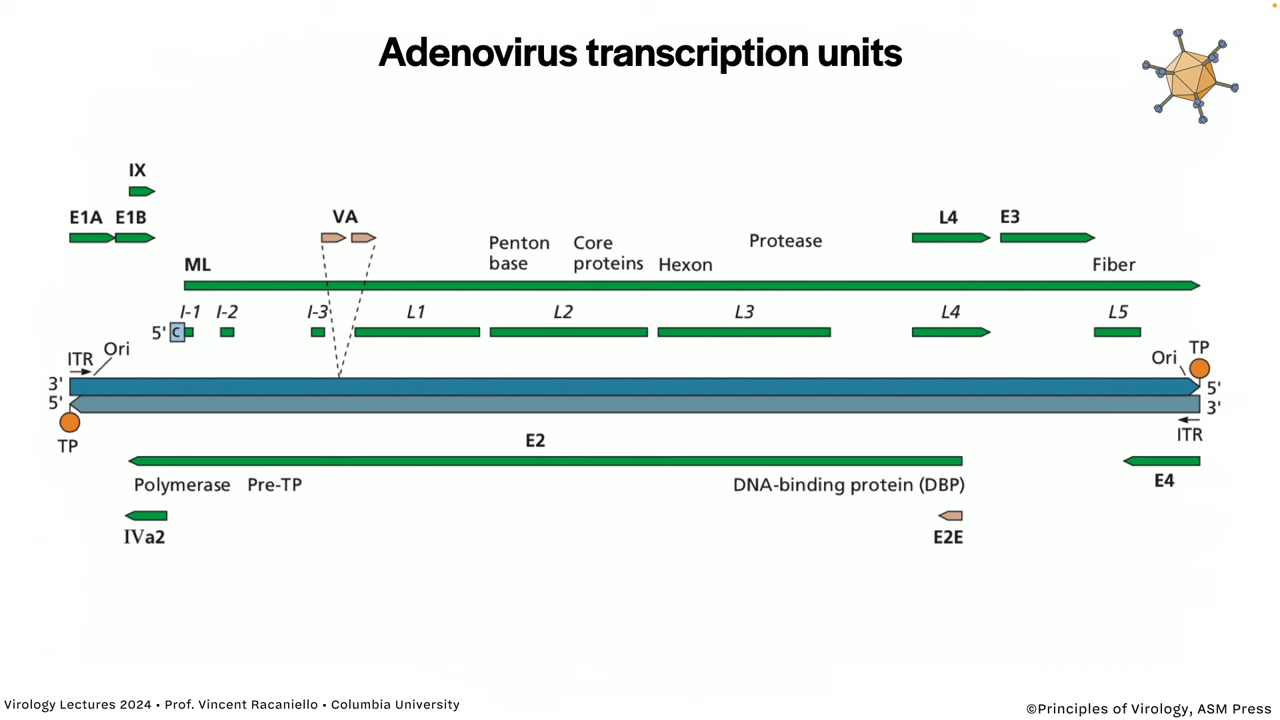 Adenovirus transcription units
IX
E1A E1B VA L4 E3
Penton base
Core proteins
Protease
ML Hexon Fiber
I-1 I-2 I-3 L1 L2 L3 L4 L5
5' C
ITR Ori Ori TP
3' 5'
5' 3'
TP ITR
E2
Polymerase Pre-TP DNA-binding protein (DBP) E4
IVa2 E2E
Virology Lectures 2024 • Prof. Vincent Racaniello • Columbia University
©Principles of Virology, ASM Press